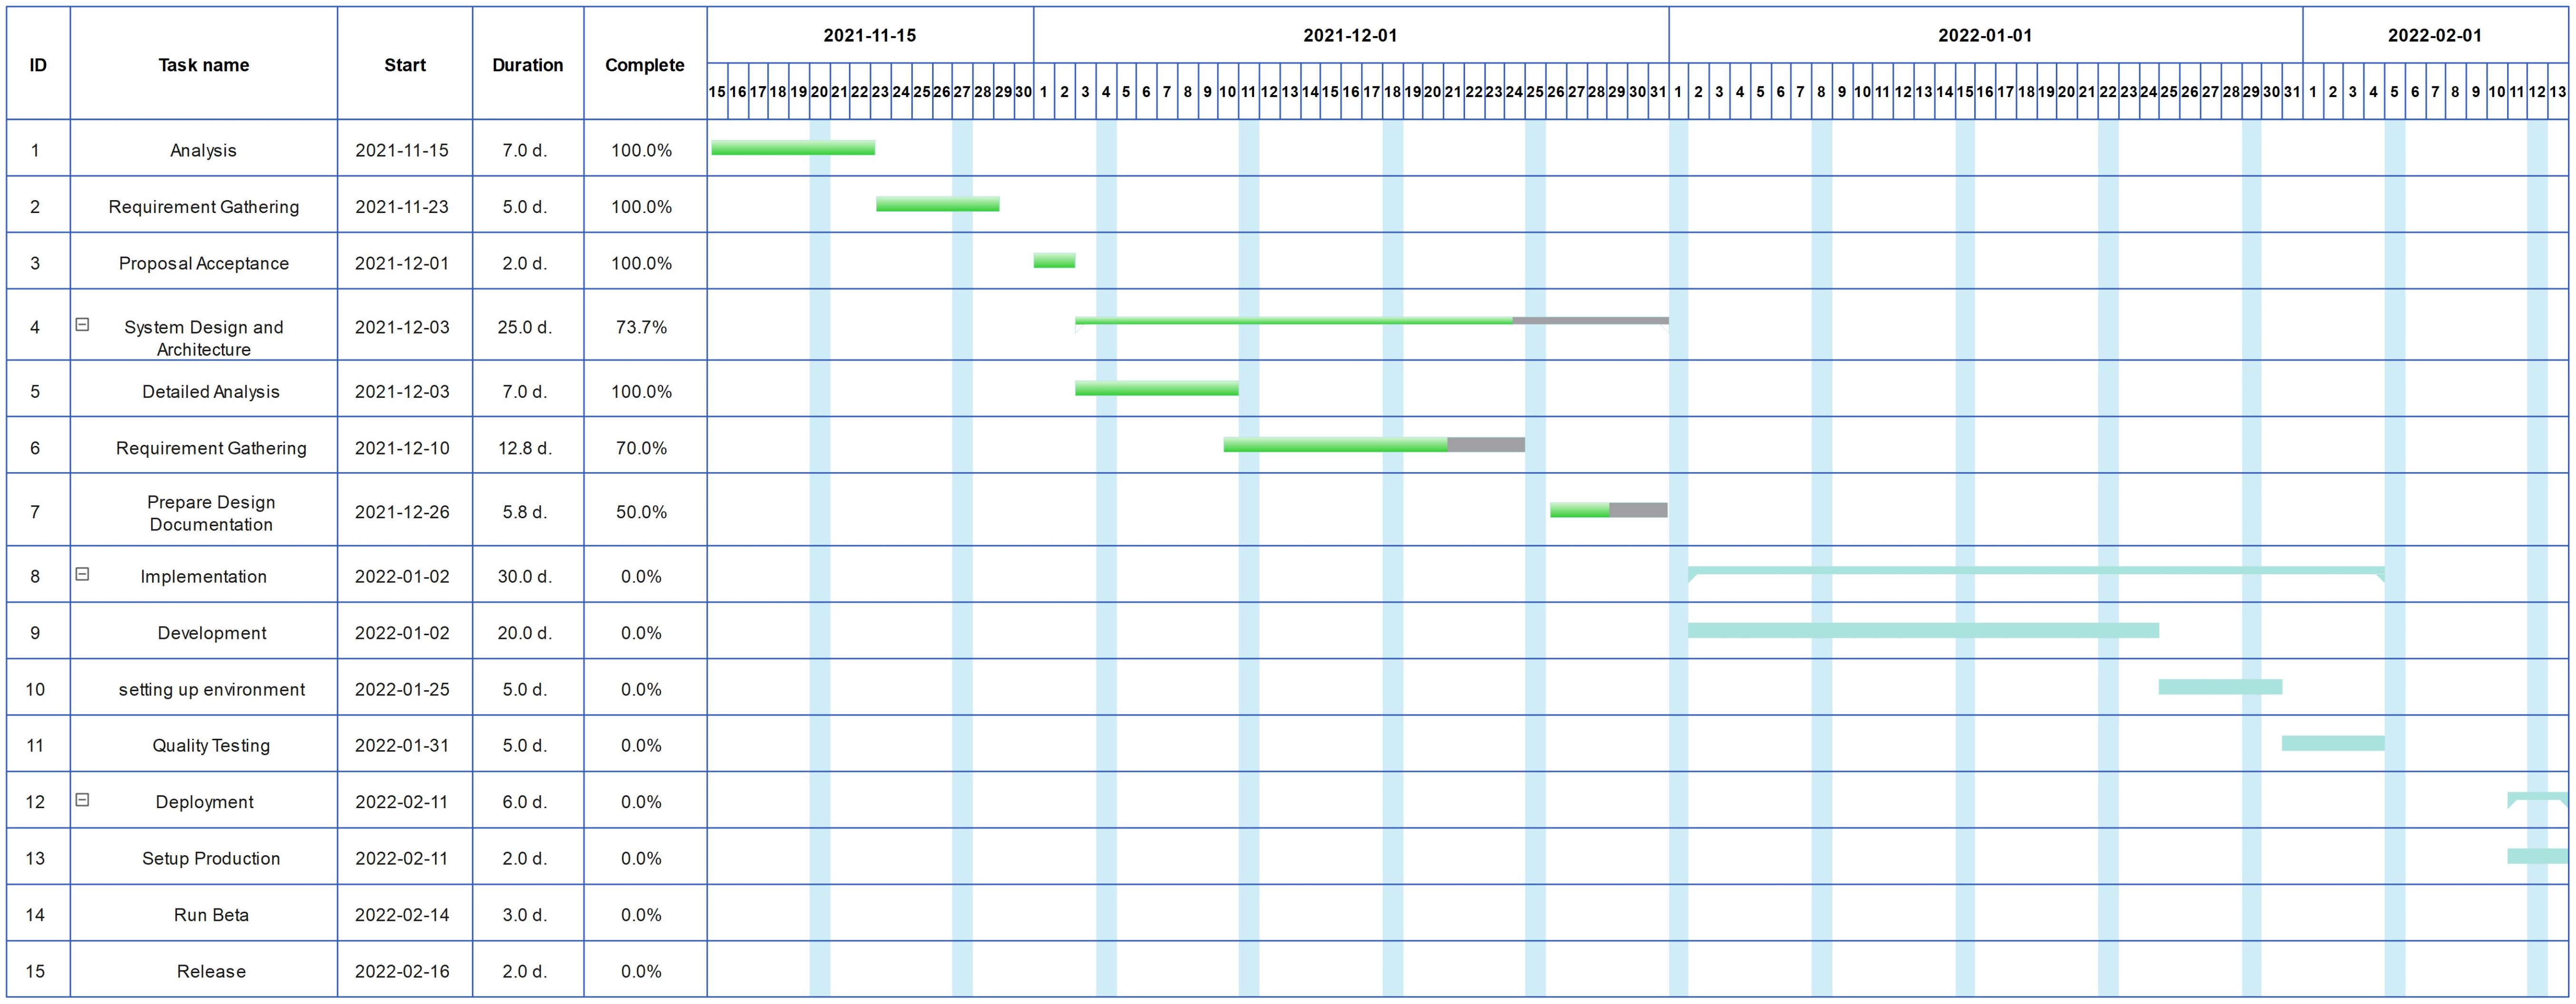 ID Task name Start Duration Complete 2021-11-15 2021-12-01 2022-01-01 2022-02-01
15 16 17 18 19 20 21 22 23 24 25 26 27 28 29 30 1 2 3 4 5 6 7 8 9 10 11 12 13 14 15 16 17 18 19 20 21 22 23 24 25 26 27 28 29 30 31 1 2 3 4 5 6 7 8 9 10 11 12 13 14 15 16 17 18 19 20 21 22 23 24 25 26 27 28 29 30 31 1 2 3 4 5 6 7 8 9 10 11 12 13
1 Analysis 2021-11-15 7.0 d. 100.0%
2 Requirement Gathering 2021-11-23 5.0 d. 100.0%
3 Proposal Acceptance 2021-12-01 2.0 d. 100.0%
4 System Design and 2021-12-03 25.0 d. 73.7%
Architecture
5 Detailed Analysis 2021-12-03 7.0 d. 100.0%
6 Requirement Gathering 2021-12-10 12.8 d. 70.0%
7 Prepare Design 2021-12-26 5.8 d. 50.0%
Documentation
8 Implementation 2022-01-02 30.0 d. 0.0%
9 Development 2022-01-02 20.0 d. 0.0%
10 setting up environment 2022-01-25 5.0 d. 0.0%
11 Quality Testing 2022-01-31 5.0 d. 0.0%
12 Deployment 2022-02-11 6.0 d. 0.0%
13 Setup Production 2022-02-11 2.0 d. 0.0%
14 Run Beta 2022-02-14 3.0 d. 0.0%
15 Release 2022-02-16 2.0 d. 0.0%